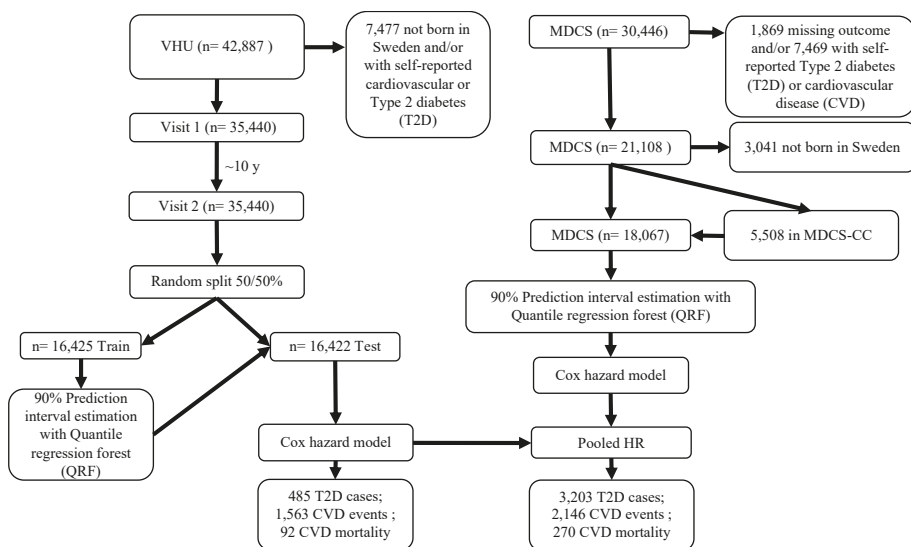 VHU (n= 42,887 )
7,477 not born in
Sweden and/or
with self-reported
cardiovascular or
Type 2 diabetes
(T2D)
Visit 1 (n= 35,440)
~10 y
Visit 2 (n= 35,440)
Random split 50/50%
n= 16,425 Train
n= 16,422 Test
90% Prediction
interval estimation
with Quantile
regression forest
(QRF)
Cox hazard model
485 T2D cases;
1,563 CVD events ;
92 CVD mortality
MDCS (n= 30,446)
1,869 missing outcome
and/or 7,469 with self-
reported Type 2 diabetes
(T2D) or cardiovascular
disease (CVD)
MDCS (n= 21,108 )
3,041 not born in Sweden
MDCS (n= 18,067)
5,508 in MDCS-CC
90% Prediction interval estimation with
Quantile regression forest (QRF)
Cox hazard model
Pooled HR
3,203 T2D cases;
2,146 CVD events ;
270 CVD mortality